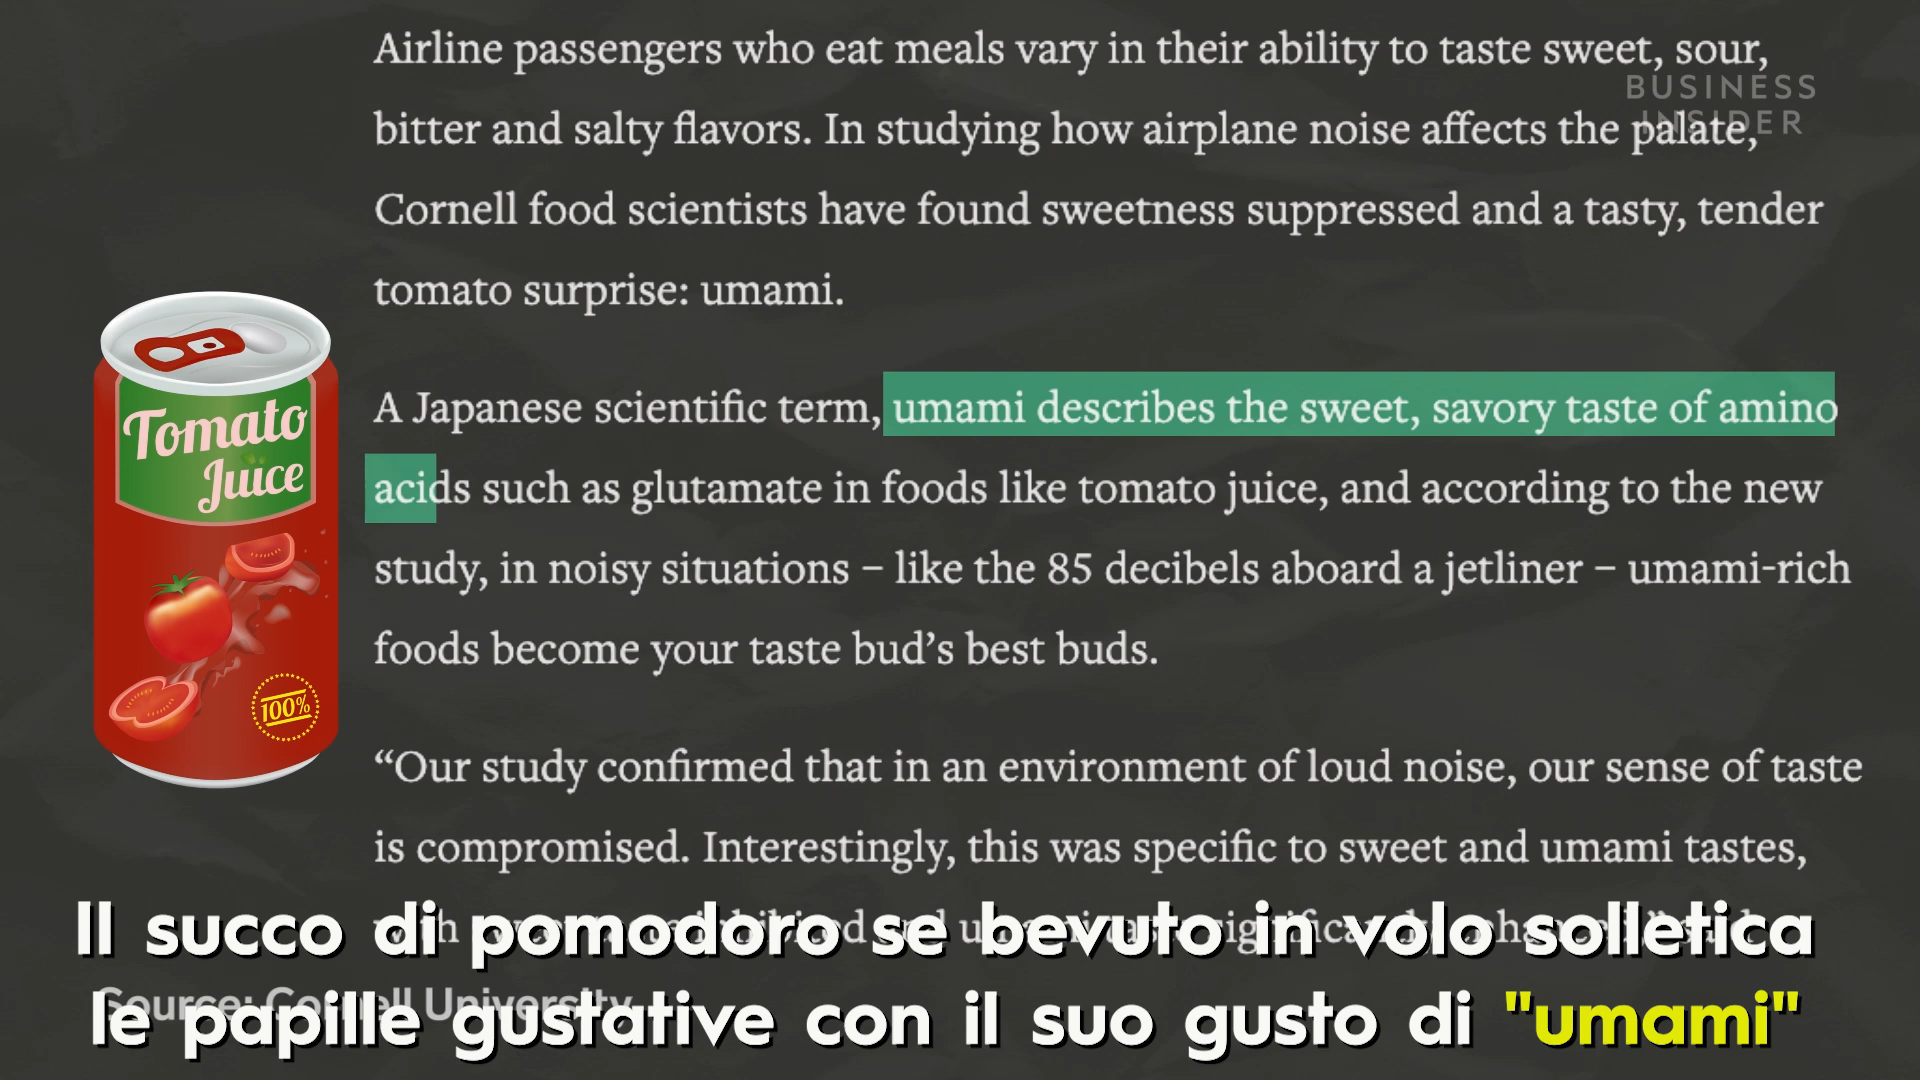 Airline passengers who eat meals vary in their ability to taste sweet, sour,
BUSINESS
INSIDER
bitter and salty flavors. In studying how airplane noise affects the palate,
Cornell food scientists have found sweetness suppressed and a tasty, tender
tomato surprise: umami.
A Japanese scientific term, umami describes the sweet, savory taste of amino
acids such as glutamate in foods like tomato juice, and according to the new
study, in noisy situations – like the 85 decibels aboard a jetliner – umami-rich
foods become your taste bud’s best buds.
Tomato
Juice
100%
“Our study confirmed that in an environment of loud noise, our sense of taste
is compromised. Interestingly, this was specific to sweet and umami tastes,
Il succo di pomodoro se bevuto in volo solletica
Source: Cornell University
le papille gustative con il suo gusto di "umami"